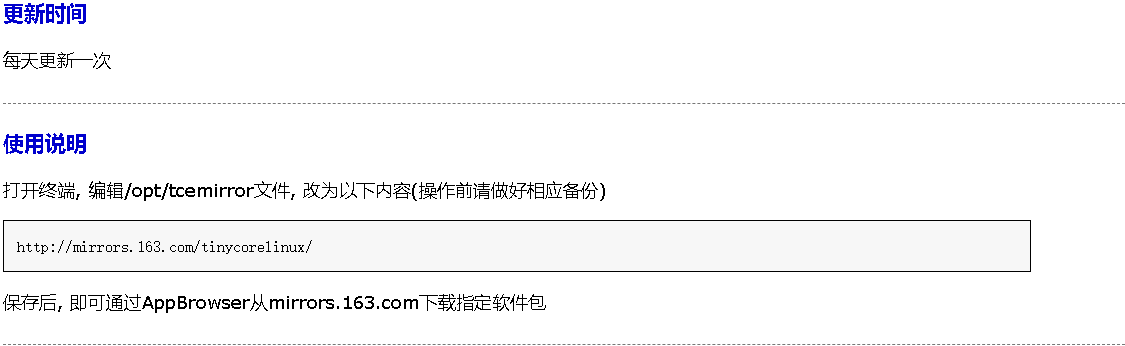 更新时间
每天更新一次
使用说明
打开终端, 编辑/opt/tcemirror文件, 改为以下内容(操作前请做好相应备份)
http://mirrors.163.com/tinycorelinux/
保存后, 即可通过AppBrowser从mirrors.163.com下载指定软件包